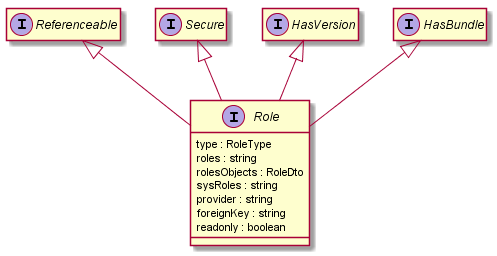 I Referenceable
I Secure
I HasVersion
I HasBundle
I Role
type : RoleType
roles : string
rolesObjects : RoleDto
sysRoles : string
provider : string
foreignKey : string
readonly : boolean